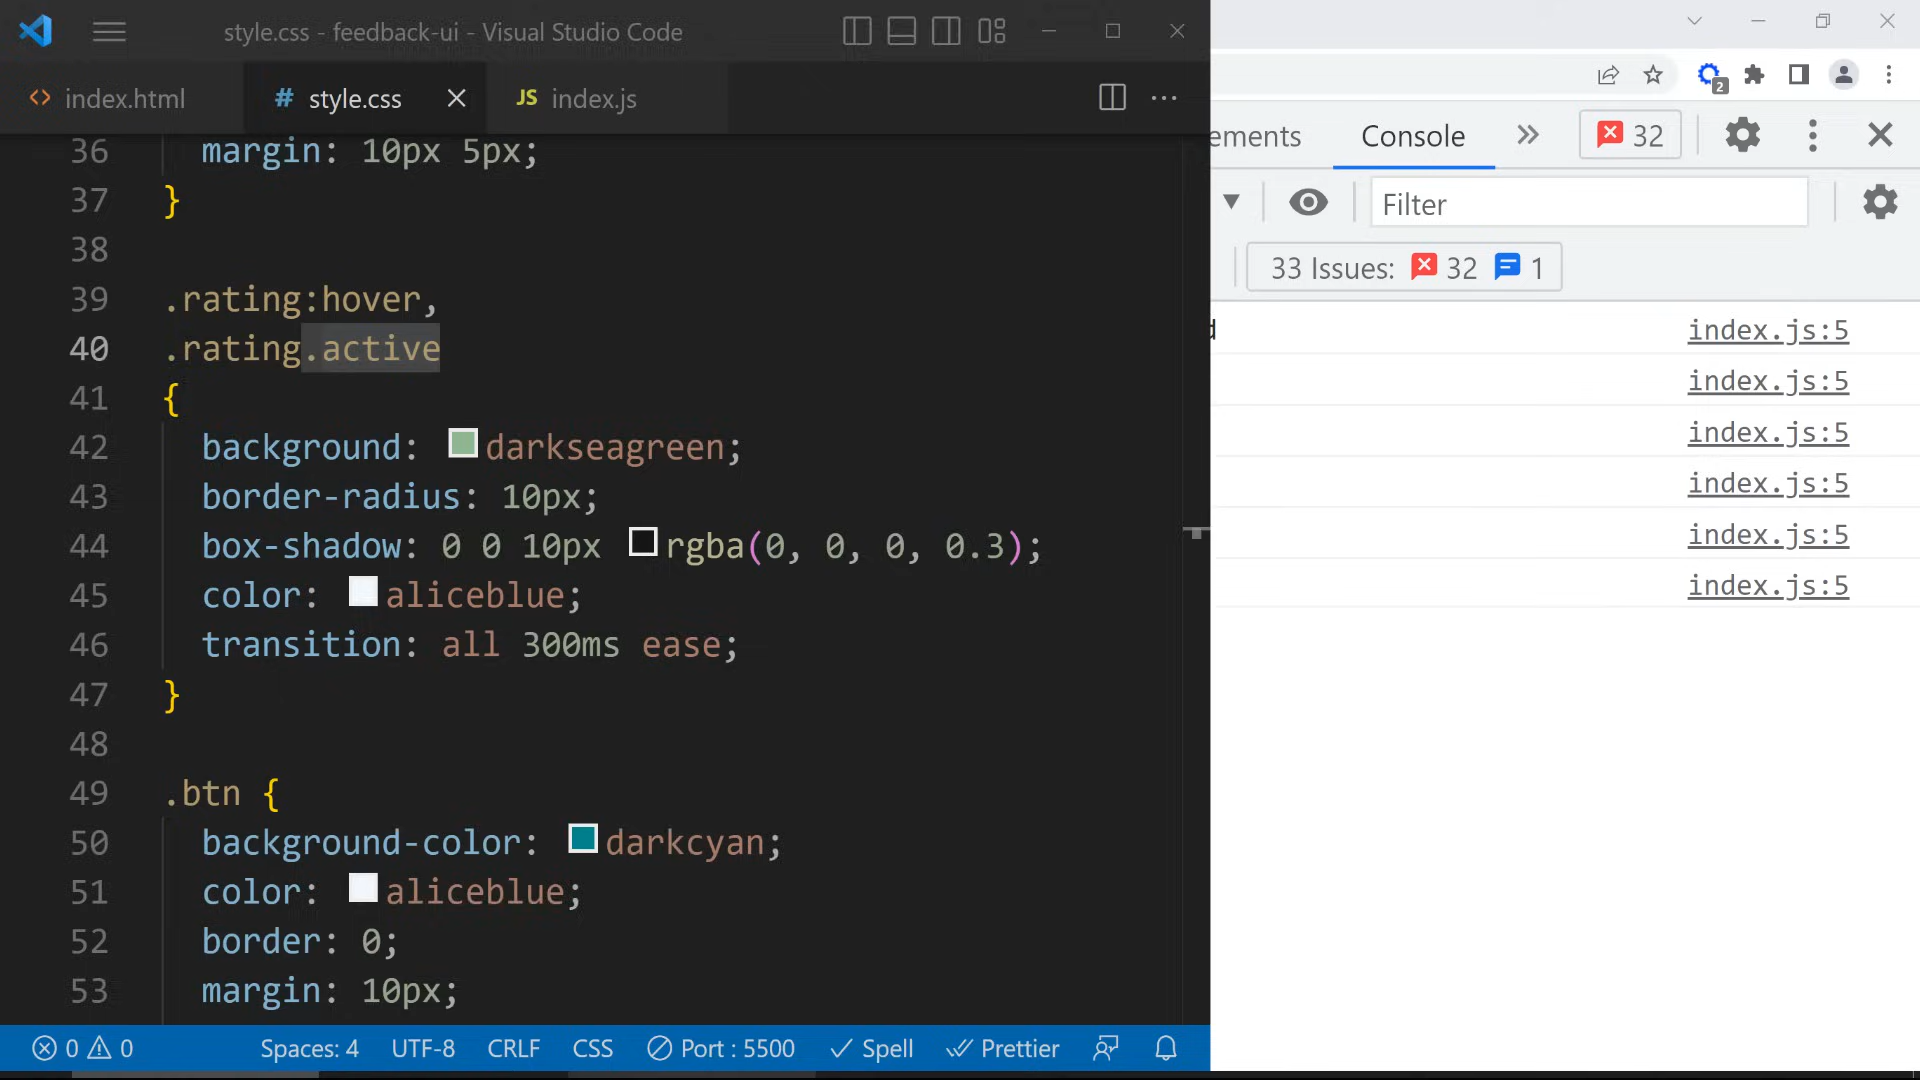 style.css - feedback-ui - Visual Studio Code
index.html
# style.css
JS index.js
36 margin: 10px 5px;
37 }
38
39 .rating:hover,
40 .rating.active
41 {
42 background: darkseagreen;
43 border-radius: 10px;
44 box-shadow: 0 0 10px rgba(0, 0, 0, 0.3);
45 color: aliceblue;
46 transition: all 300ms ease;
47 }
48
49 .btn {
50 background-color: darkcyan;
51 color: aliceblue;
52 border: 0;
53 margin: 10px;
0 0 Spaces: 4 UTF-8 CRLF CSS Port : 5500 Spell Prettier
2
ements Console 32
Filter
33 Issues: 32 1
d index.js:5
index.js:5
index.js:5
index.js:5
index.js:5
index.js:5